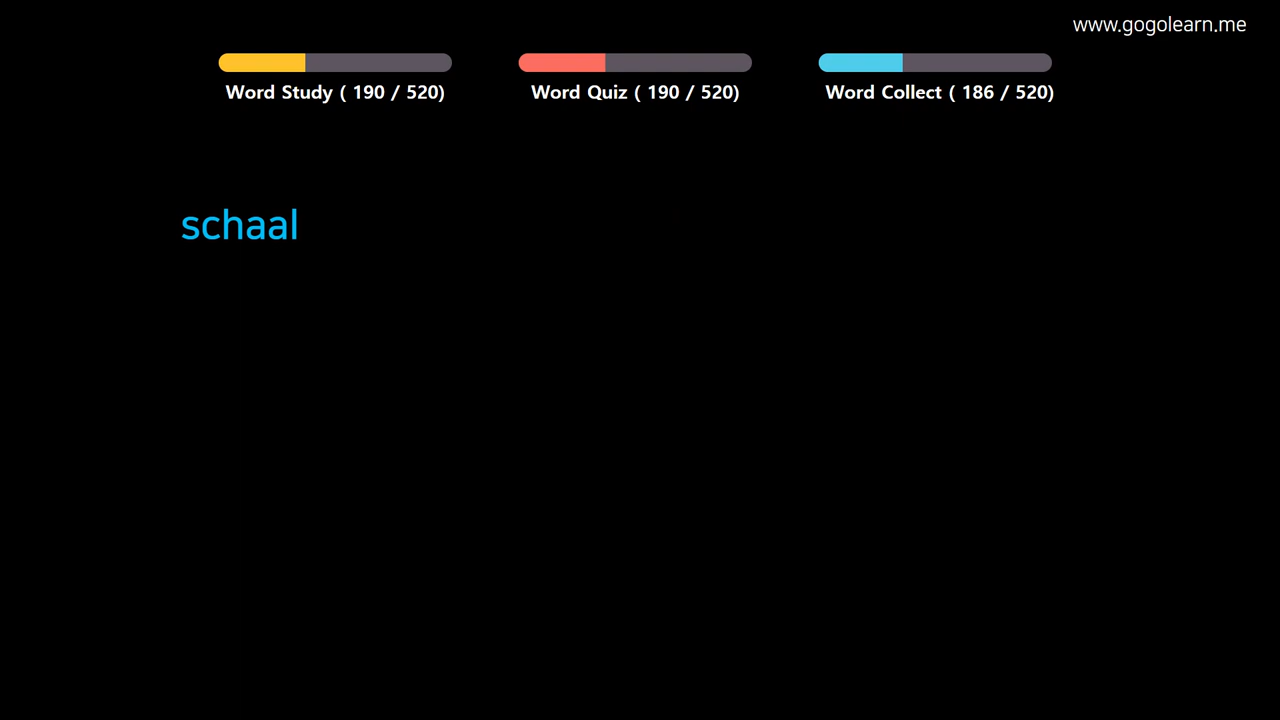 www.gogolearn.me
Word Study ( 190 / 520)
Word Quiz ( 190 / 520)
Word Collect ( 186 / 520)
schaal